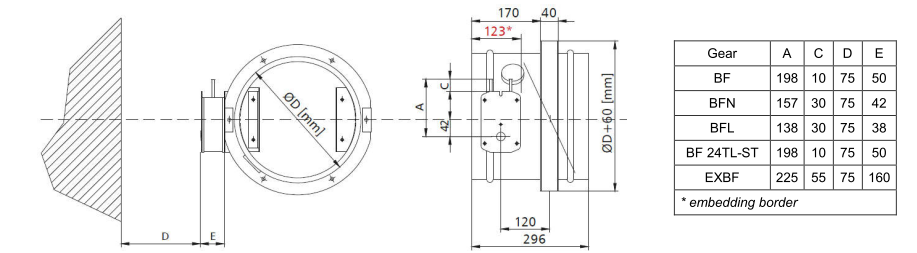 170
40
123*
ØD [mm]
A
C
42
ØD+60 [mm]
D
E
120
296
Gear A C D E
BF 198 10 75 50
BFN 157 30 75 42
BFL 138 30 75 38
BF 24TL-ST 198 10 75 50
EXBF 225 55 75 160
* embedding border